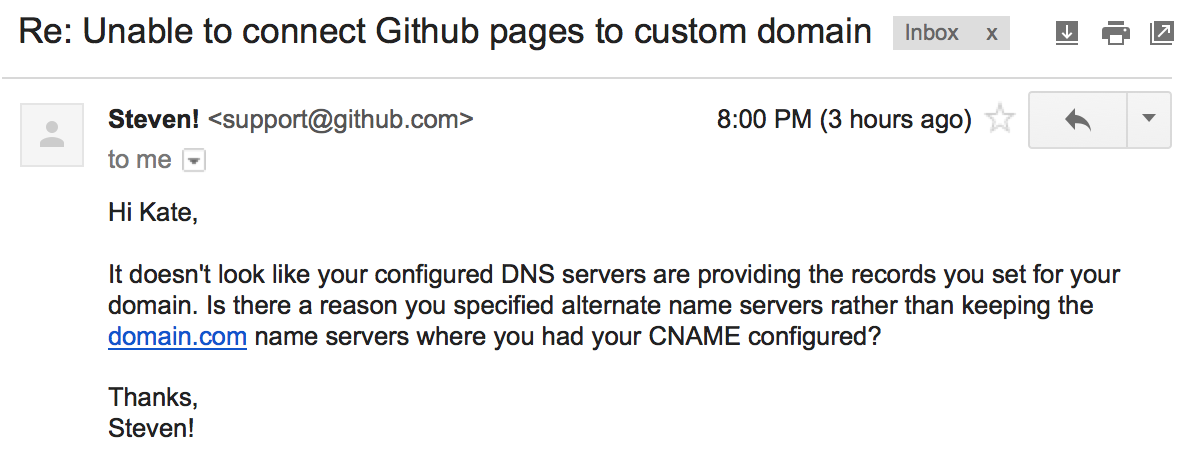 Re: Unable to connect Github pages to custom domain Inbox x
Steven! <support@github.com> 8:00 PM (3 hours ago)
to me
Hi Kate,
It doesn't look like your configured DNS servers are providing the records you set for your
domain. Is there a reason you specified alternate name servers rather than keeping the
domain.com name servers where you had your CNAME configured?
Thanks,
Steven!